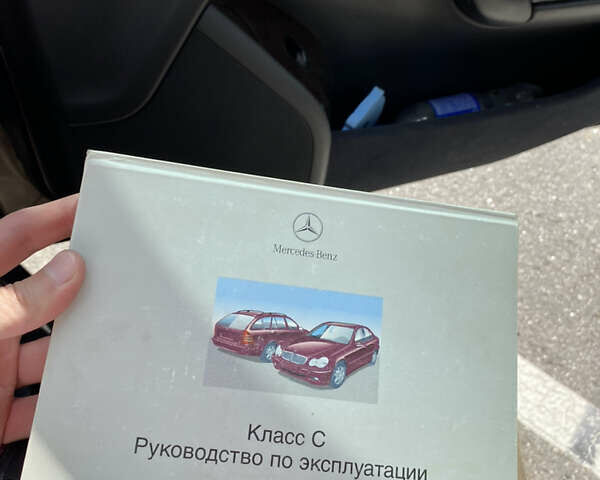 Mercedes Benz
Класс С
Руководство по эксплуатации